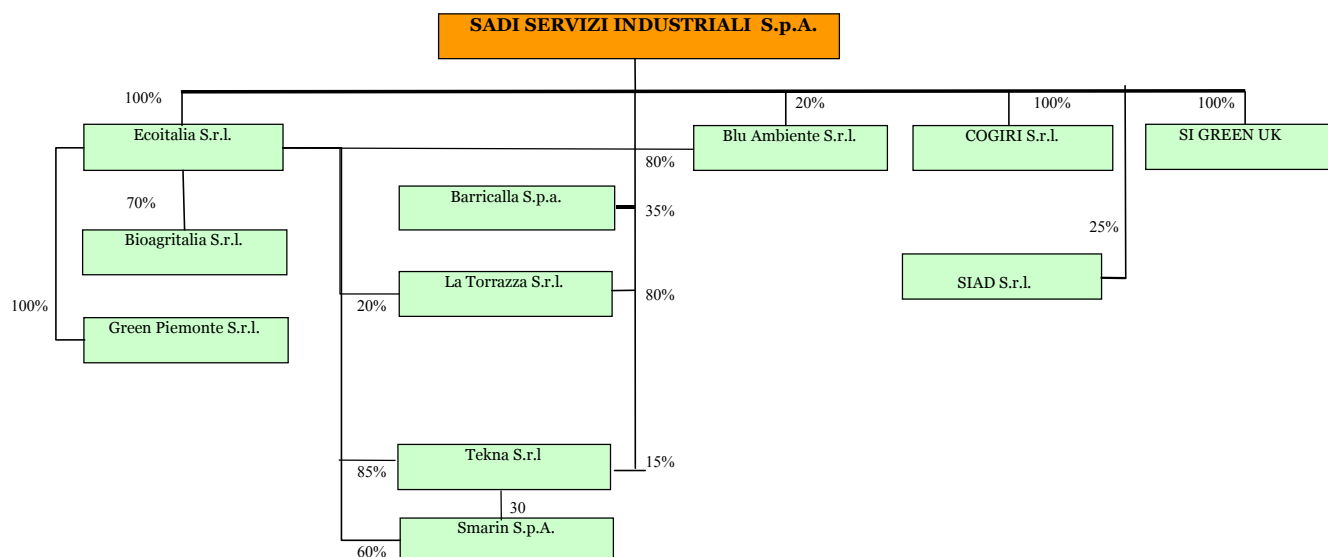 SADI SERVIZI INDUSTRIALI S.p.A.
100%
20%
100%
100%
Ecoitalia S.r.l.
Blu Ambiente S.r.l.
COGIRI S.r.l.
SI GREEN UK
80%
70%
Barricalla S.p.a.
35%
25%
Bioagritalia S.r.l.
La Torrazza S.r.l.
SIAD S.r.l.
100%
20%
80%
Green Piemonte S.r.l.
Tekna S.r.l
15%
85%
30
Smarin S.p.A.
60%